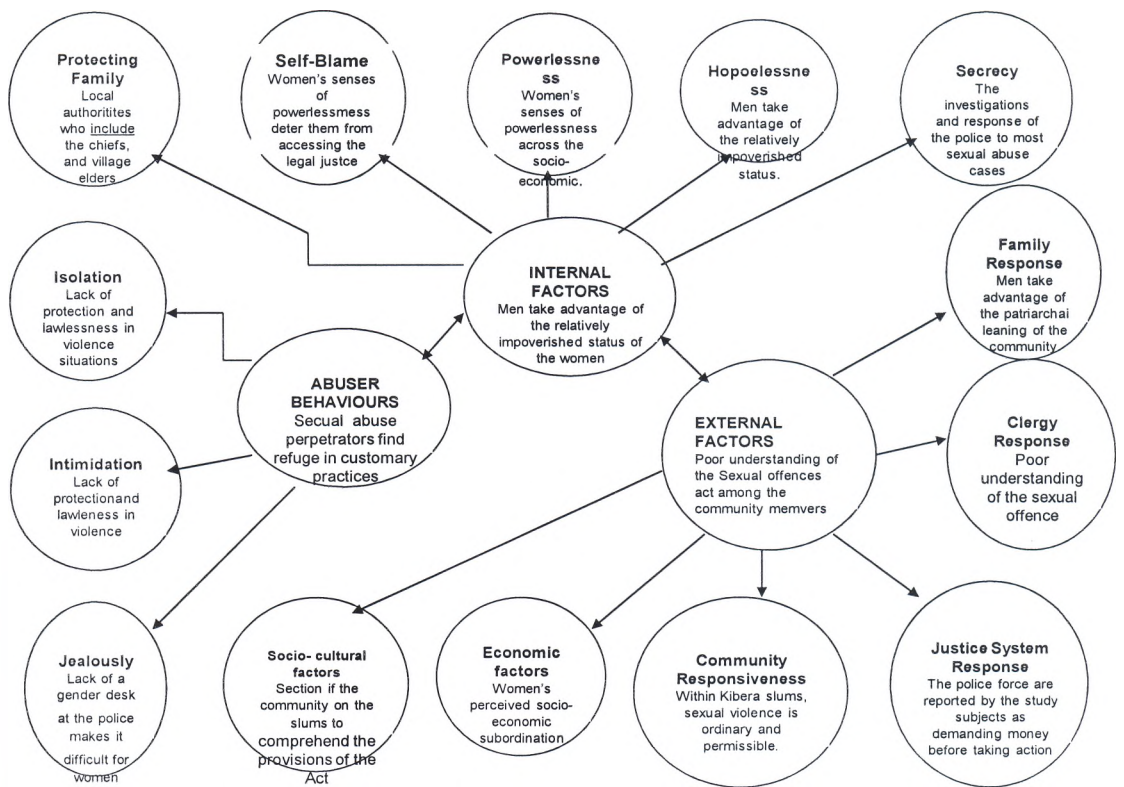 Protecting
Family
Local
authoritites
who include
the chiefs,
and village
elders
Self-Blame
Women's senses
of
powerlessmess
deter them from
accessing the
legal justce
Powerlessne
ss
Women's
senses of
powerlessness
across the
socio-
economic.
Hopoelessne
ss
Men take
advantage of
the relatively
impoverished
status.
Secrecy
The
investigations
and response of
the police to most
sexual abuse
cases
INTERNAL
FACTORS
Men take advantage of
the relatively
impoverished status of
the women
Family
Response
Men take
advantage of
the patriarchai
leaning of the
community
Isolation
Lack of
protection and
lawlessness in
violence
situations
ABUSER
BEHAVIOURS
Secual abuse
perpetrators find
refuge in customary
practices
EXTERNAL
FACTORS
Poor understanding of
the Sexual offences
act among the
community memvers
Clergy
Response
Poor
understanding
of the sexual
offence
Intimidation
Lack of
protectionand
lawleness in
violence
Jealously
Lack of a
gender desk
at the police
makes it
difficult for
women
Socio- cultural
factors
Section if the
community on the
slums to
comprehend the
provisions of the
Act
Economic
factors
Women's
perceived socio-
economic
subordination
Community
Responsiveness
Within Kibera slums,
sexual violence is
ordinary and
permissible.
Justice System
Response
The police force are
reported by the study
subjects as
demanding money
before taking action